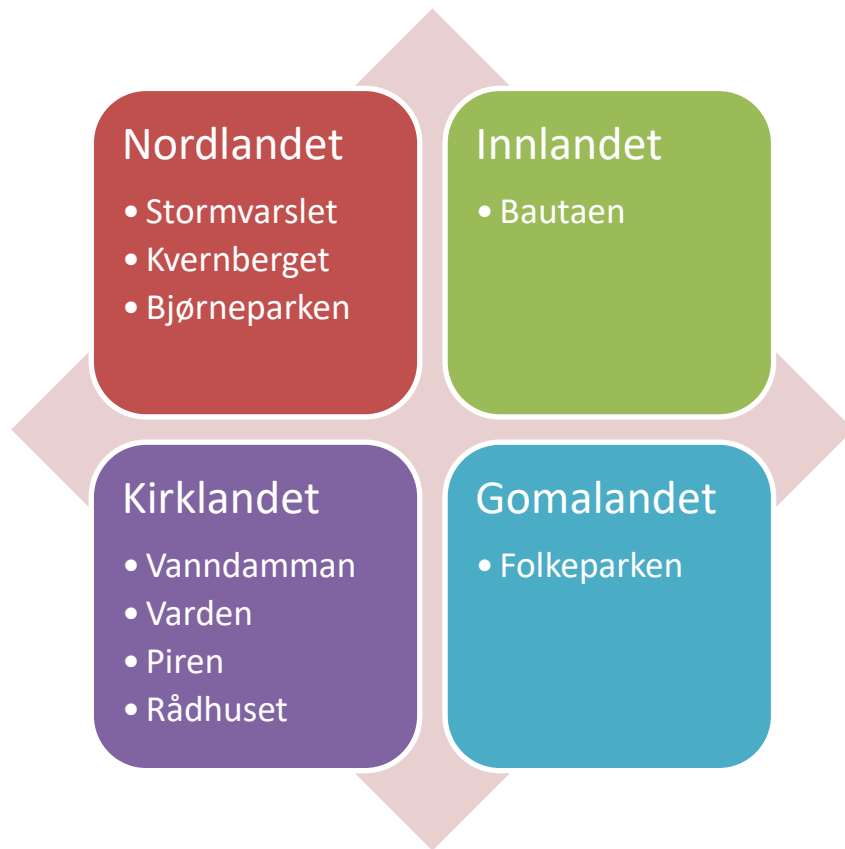 Nordlandet
• Stormvarslet
• Kvernberget
• Bjørneparken
Innlandet
• Bautaen
Kirklandet
• Vanndamman
• Varden
• Piren
• Rådhuset
Gomalandet
• Folkeparken